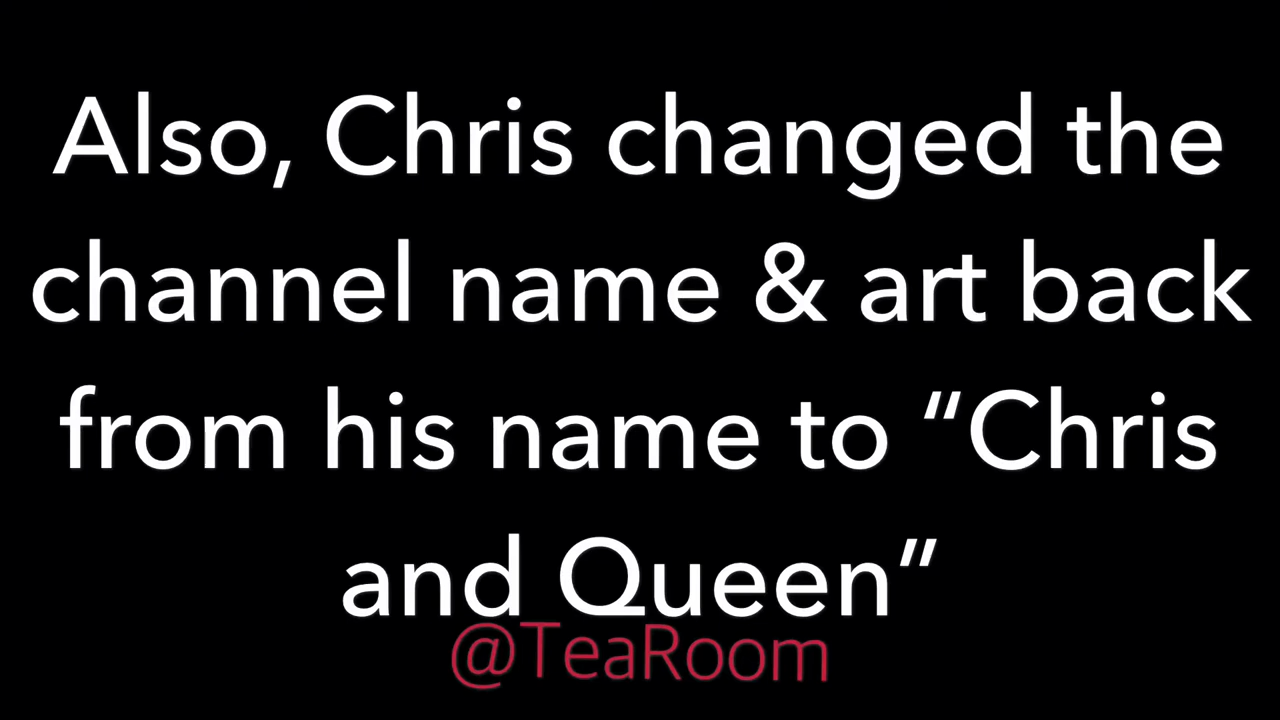 Also, Chris changed the
channel name & art back
from his name to “Chris
and Queen”
@TeaRoom